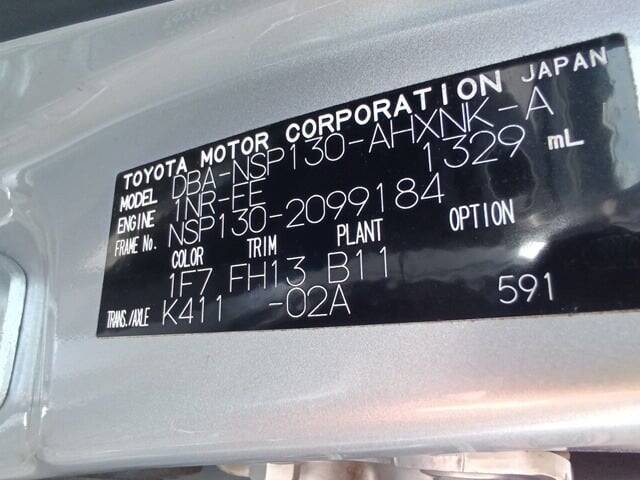 TOYOTA MOTOR CORPORATION JAPAN
MODEL DBA-NSP130-AHXNK-A
ENGINE 1NR-FE 1329 mL
FRAME No. NSP130-2099184
COLOR TRIM PLANT OPTION
1F7 FH13 B11
TRANS./AXLE K411 -02A 591